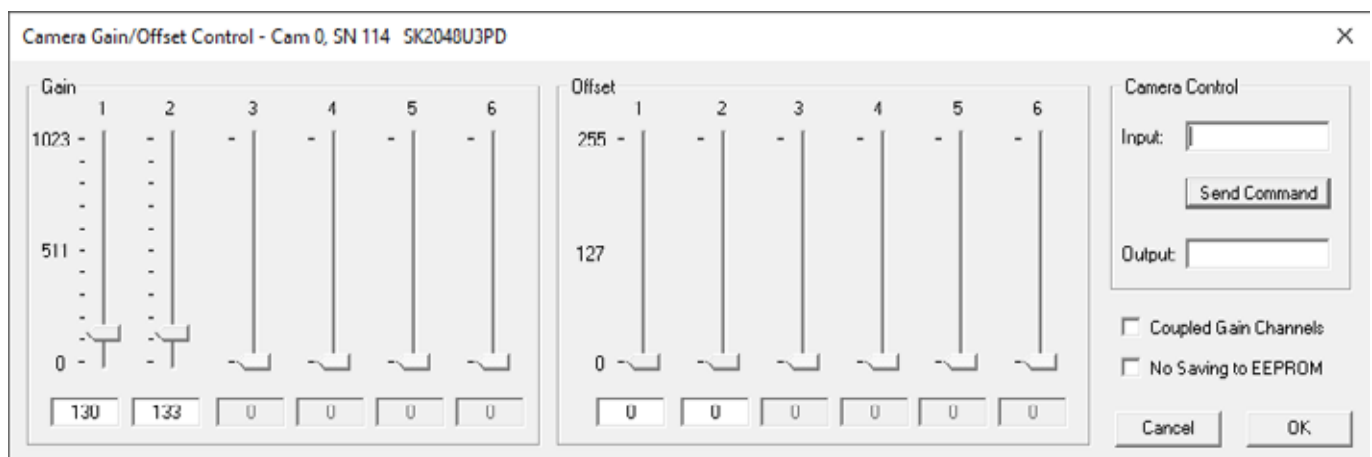 Camera Gain/Offset Control - Cam 0, SN 114 SK2048U3PD
Gain
1 2 3 4 5 6
1023
511
0
130 133 0 0 0 0
Offset
1 2 3 4 5 6
255
127
0
0 0 0 0 0 0
Camera Control
Input:
Send Command
Output:
Coupled Gain Channels
No Saving to EEPROM
Cancel OK